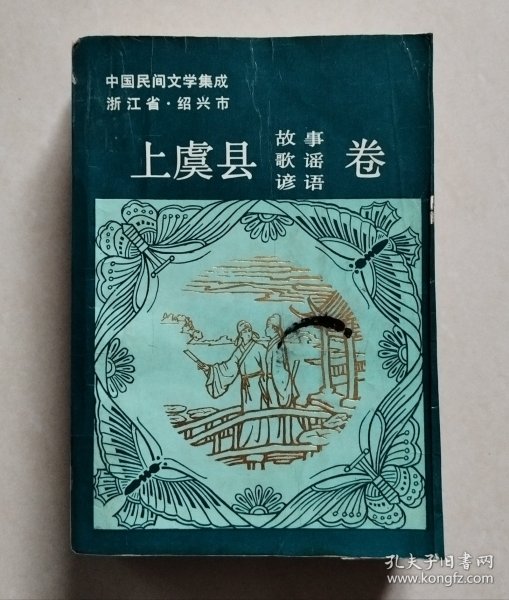 中国民间文学集成
浙江省·绍兴市
上虞县 故事 歌谣 谚语 卷
孔夫子旧书网
www.kongfz.com